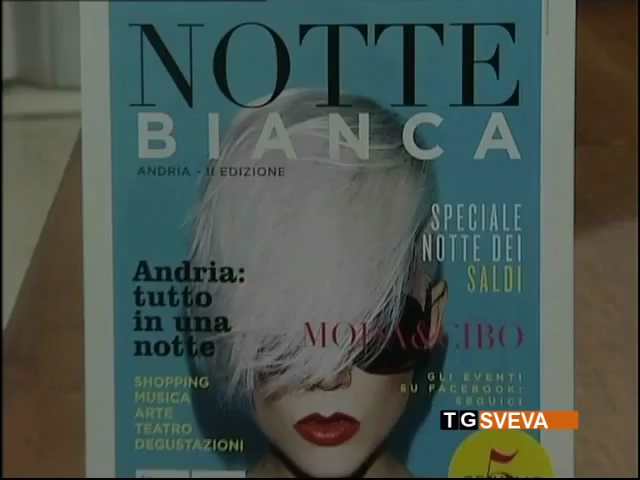 NOTTE
BIANCA
ANDRIA - II EDIZIONE
SPECIALE
NOTTE DEI
SALDI
Andria:
tutto
in una
notte
MODA&CIBO
SHOPPING
MUSICA
ARTE
TEATRO
DEGUSTAZIONI
GLI EVENTI
SU FACEBOOK:
SEGUICI
TGSVEVA
5